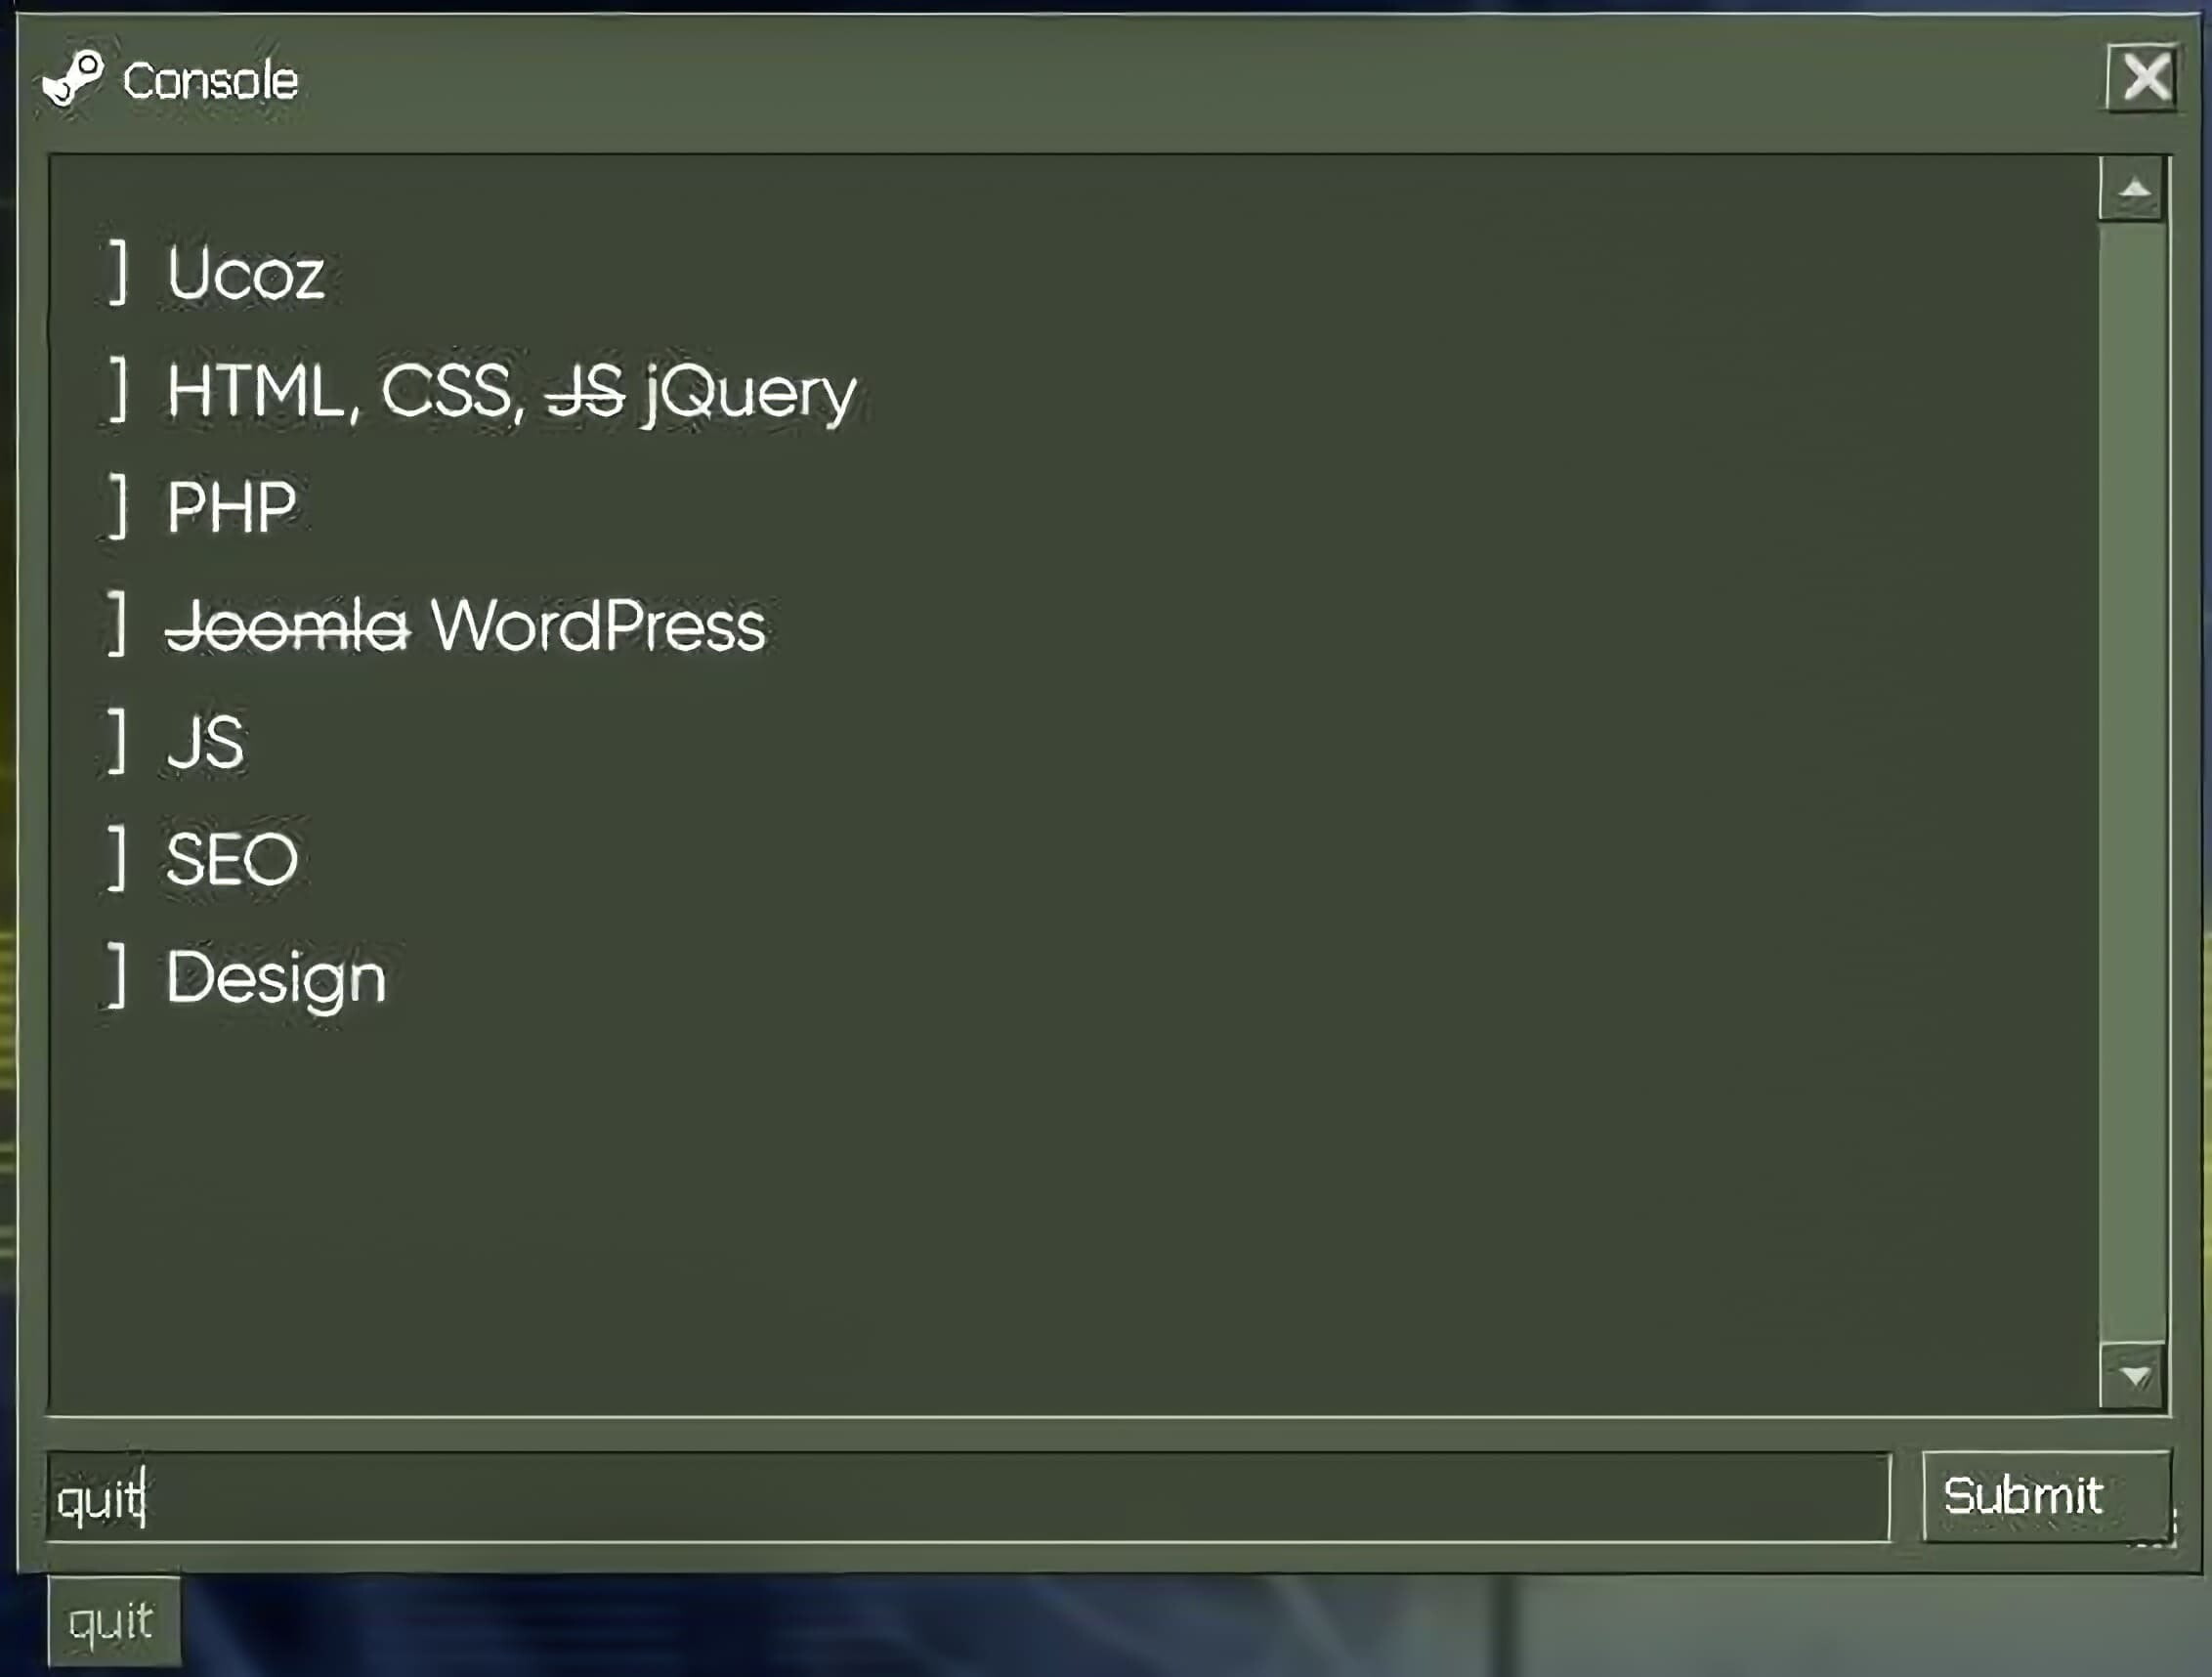 Console
] Ucoz
] HTML, CSS, ~~JS~~ jQuery
] PHP
] ~~Joomla~~ WordPress
] JS
] SEO
] Design
quit
Submit
quit